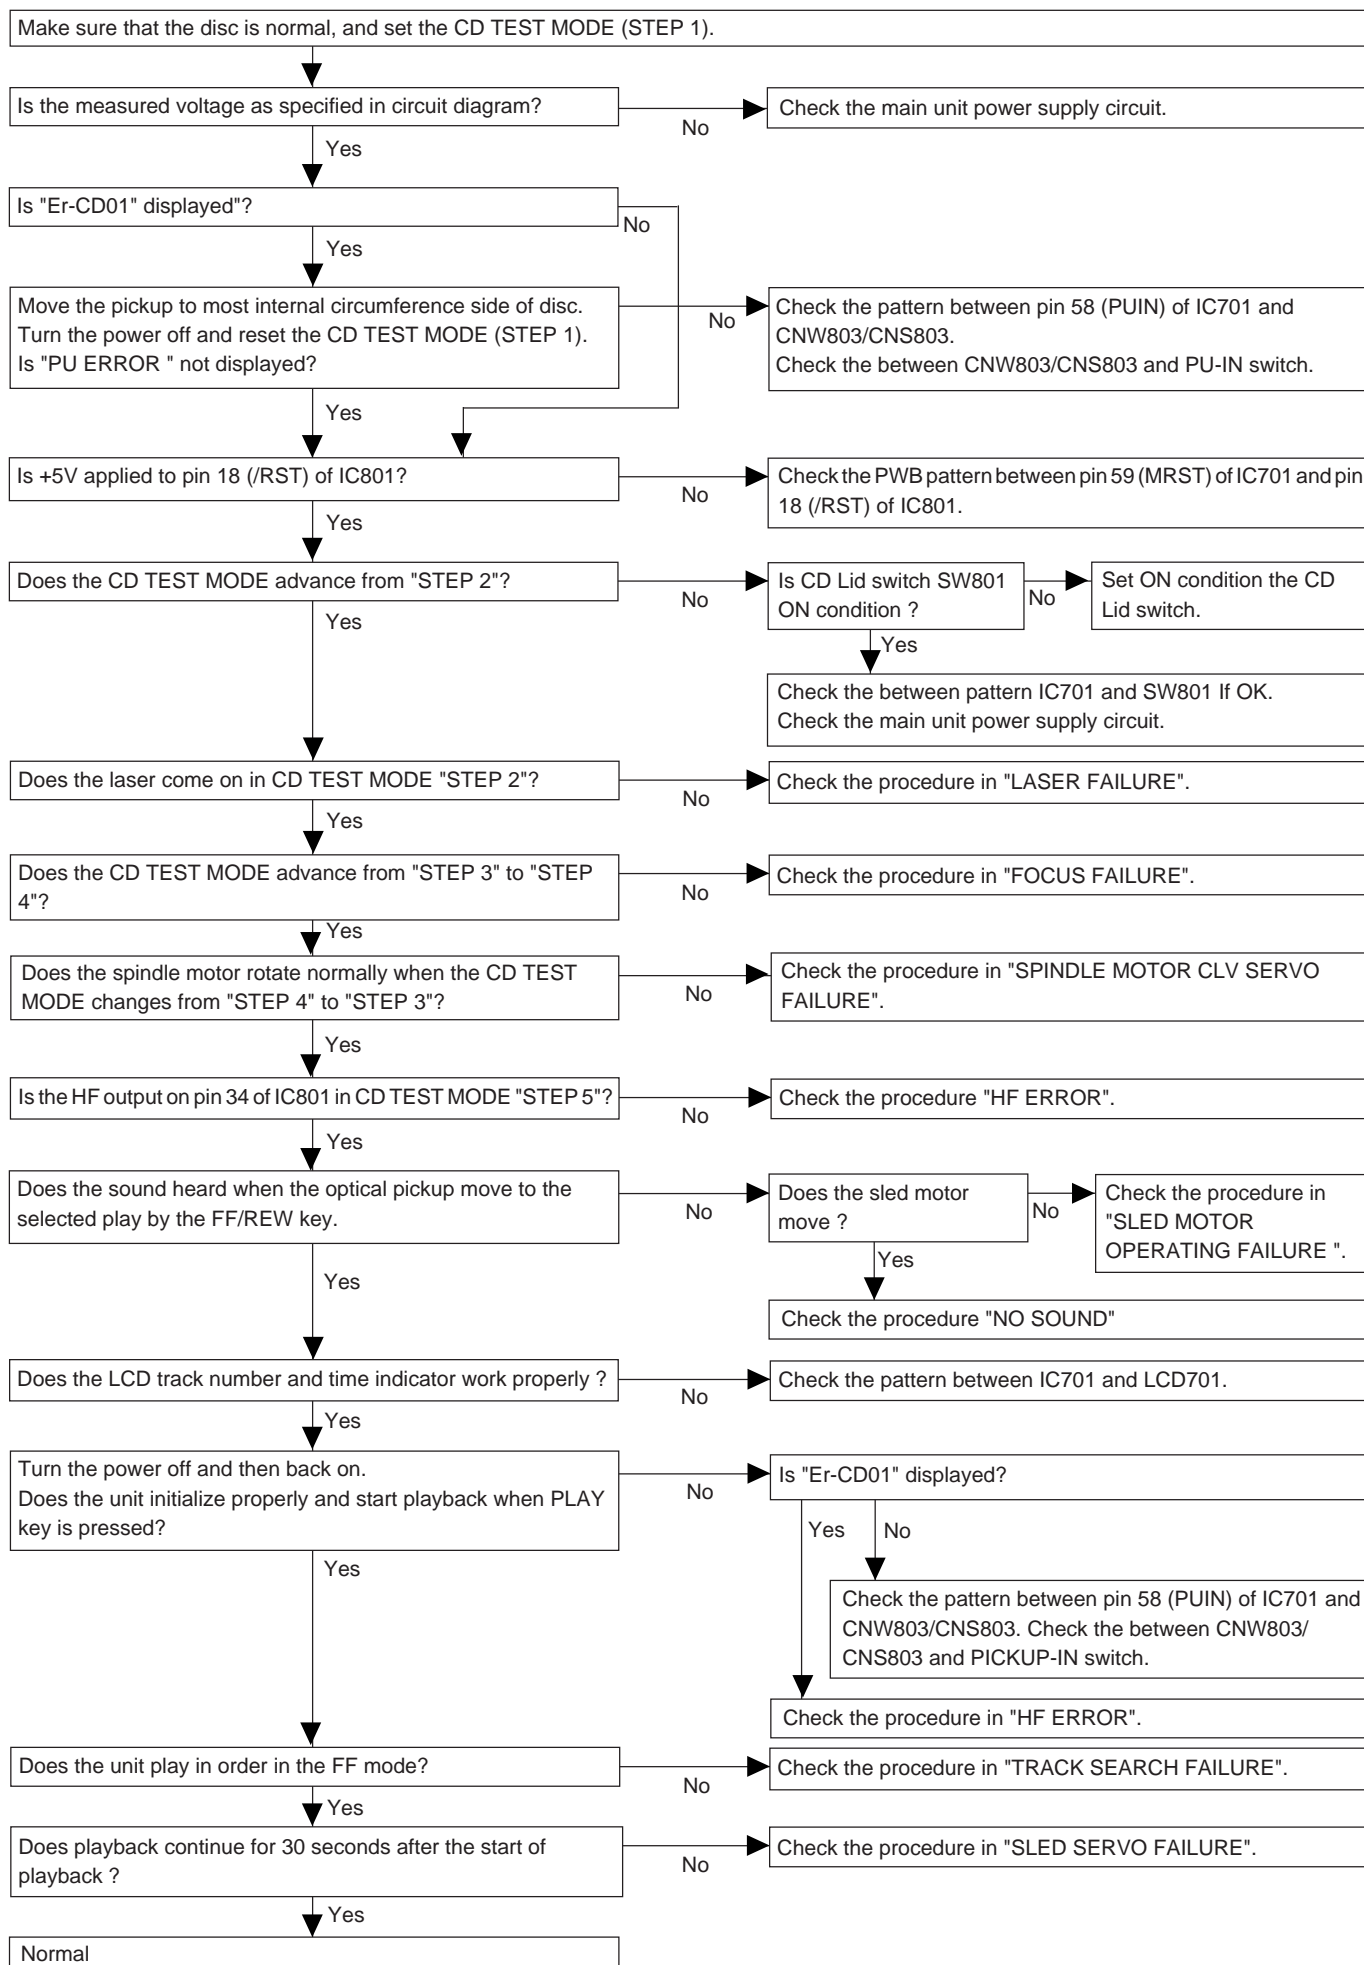 Make sure that the disc is normal, and set the CD TEST MODE (STEP 1).
Is the measured voltage as specified in circuit diagram?
No
Check the main unit power supply circuit.
Yes
Is "Er-CD01" displayed"?
No
Yes
Move the pickup to most internal circumference side of disc.
Turn the power off and reset the CD TEST MODE (STEP 1).
Is "PU ERROR " not displayed?
No
Check the pattern between pin 58 (PUIN) of IC701 and
CNW803/CNS803.
Check the between CNW803/CNS803 and PU-IN switch.
Yes
Is +5V applied to pin 18 (/RST) of IC801?
No
Check the PWB pattern between pin 59 (MRST) of IC701 and pin
18 (/RST) of IC801.
Yes
Does the CD TEST MODE advance from "STEP 2"?
No
Is CD Lid switch SW801
ON condition ?
No
Set ON condition the CD
Lid switch.
Yes
Yes
Check the between pattern IC701 and SW801 If OK.
Check the main unit power supply circuit.
Does the laser come on in CD TEST MODE "STEP 2"?
No
Check the procedure in "LASER FAILURE".
Yes
Does the CD TEST MODE advance from "STEP 3" to "STEP
4"?
No
Check the procedure in "FOCUS FAILURE".
Yes
Does the spindle motor rotate normally when the CD TEST
MODE changes from "STEP 4" to "STEP 3"?
No
Check the procedure in "SPINDLE MOTOR CLV SERVO
FAILURE".
Yes
Is the HF output on pin 34 of IC801 in CD TEST MODE "STEP 5"?
No
Check the procedure "HF ERROR".
Yes
Does the sound heard when the optical pickup move to the
selected play by the FF/REW key.
No
Does the sled motor
move ?
No
Check the procedure in
"SLED MOTOR
OPERATING FAILURE ".
Yes
Yes
Check the procedure "NO SOUND"
Does the LCD track number and time indicator work properly ?
No
Check the pattern between IC701 and LCD701.
Yes
Turn the power off and then back on.
Does the unit initialize properly and start playback when PLAY
key is pressed?
No
Is "Er-CD01" displayed?
Yes
No
Yes
Check the pattern between pin 58 (PUIN) of IC701 and
CNW803/CNS803. Check the between CNW803/
CNS803 and PICKUP-IN switch.
Check the procedure in "HF ERROR".
Does the unit play in order in the FF mode?
No
Check the procedure in "TRACK SEARCH FAILURE".
Yes
Does playback continue for 30 seconds after the start of
playback ?
No
Check the procedure in "SLED SERVO FAILURE".
Yes
Normal